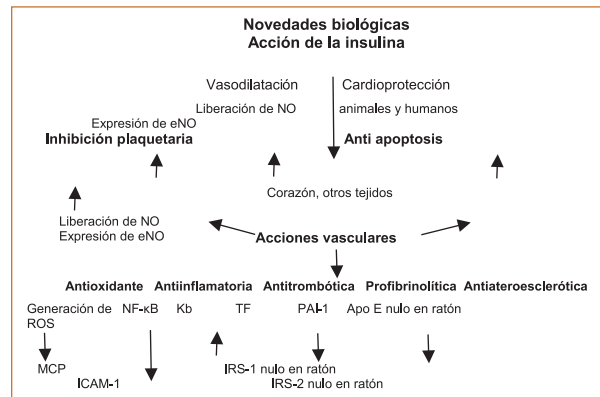 Novedades biológicas
Acción de la insulina
Vasodilatación Cardioprotección
Liberación de NO animales y humanos
Expresión de eNO
Inhibición plaquetaria Anti apoptosis
Corazón, otros tejidos
Liberación de NO
Expresión de eNO
Acciones vasculares
Antioxidante Antiinflamatoria Antitrombótica Profibrinolítica Antiateroesclerótica
Generación de ROS NF-κB Kb TF PAI-1 Apo E nulo en ratón
MCP IRS-1 nulo en ratón
ICAM-1 IRS-2 nulo en ratón